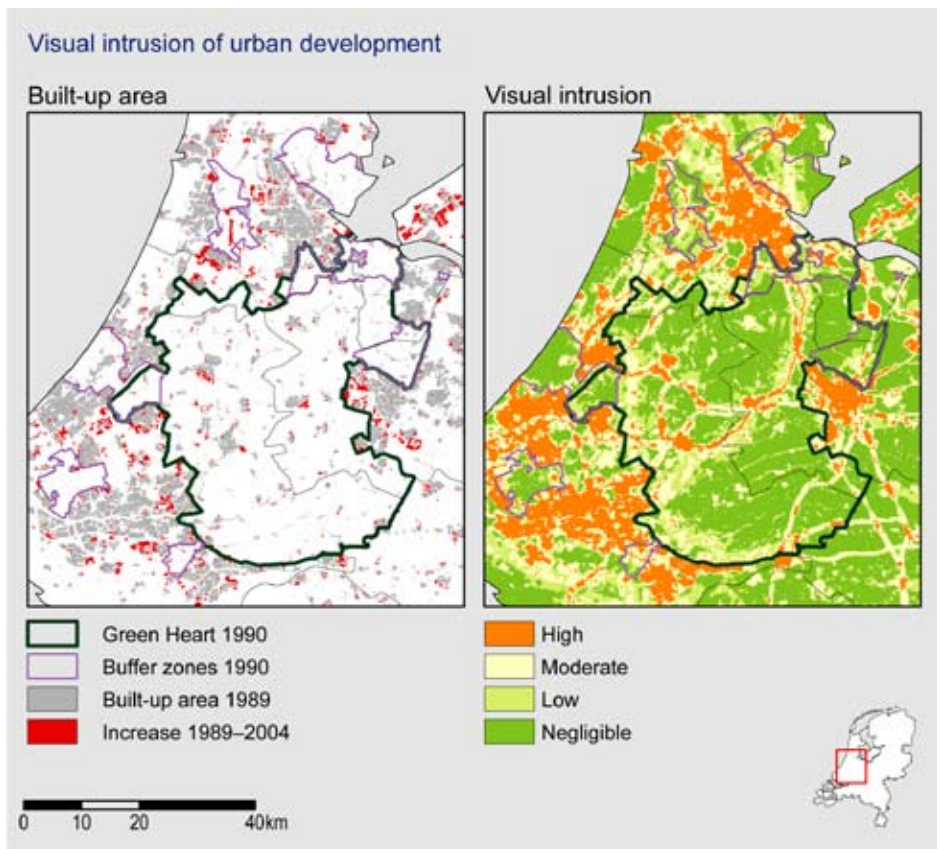 Visual intrusion of urban development
Built-up area
Visual intrusion
Green Heart 1990
Buffer zones 1990
Built-up area 1989
Increase 1989–2004
High
Moderate
Low
Negligible
0 10 20 40km